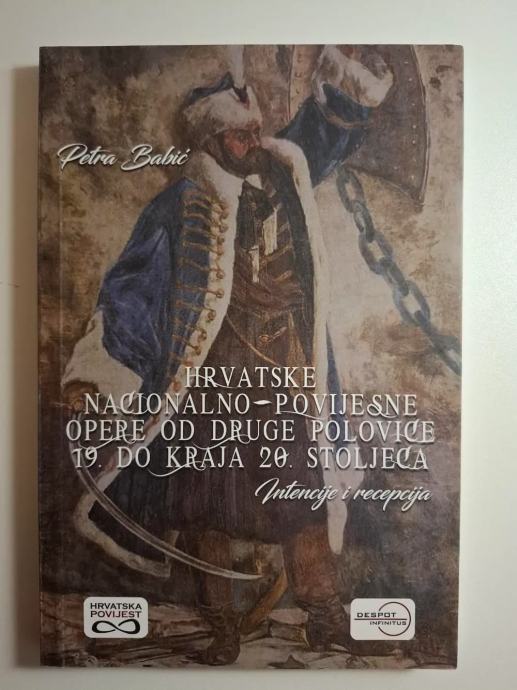 Petra Babić
HRVATSKE
NACIONALNO-POVIJESNE
OPERE OD DRUGE POLOVICE
19. DO KRAJA 20. STOLJEĆA
Intencije i recepcija
HRVATSKA
POVIJEST
DESPOT
INFINITUS